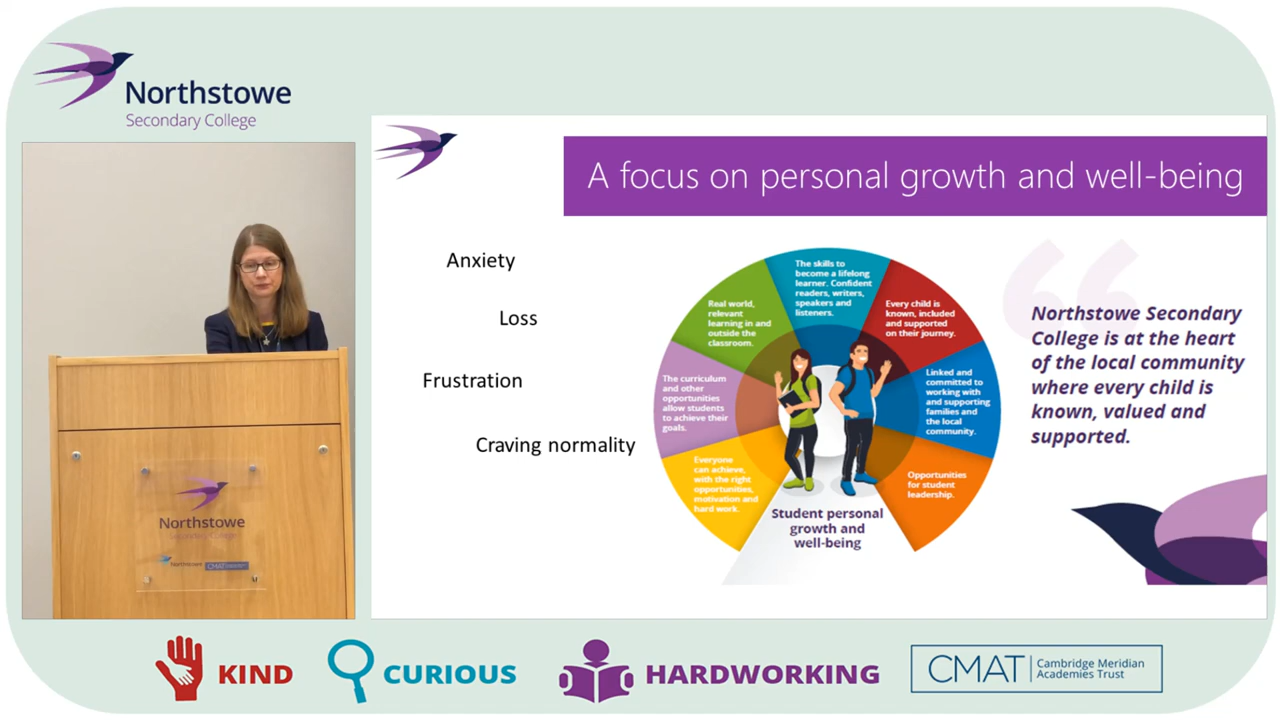 Northstowe
Secondary College
A focus on personal growth and well-being
Anxiety
Loss
Frustration
Craving normality
Everyone
can achieve,
with the right
opportunities,
motivation and
hard work.
The curriculum
and other
opportunities
allow students
to achieve their
goals.
Real world,
relevant
learning in and
outside the
classroom.
The skills to
become a lifelong
learner. Confident
readers, writers,
speakers and
listeners.
Every child is
known, included
and supported
on their journey.
Linked and
committed to
working with
and supporting
families and
the local
community.
Opportunities
for student
leadership.
Student personal
growth and
well-being
“
Northstowe Secondary
College is at the heart
of the local community
where every child is
known, valued and
supported.
Northstowe
Secondary College
Northstowe
CMAT
KIND
CURIOUS
HARDWORKING
CMAT
Cambridge Meridian
Academies Trust